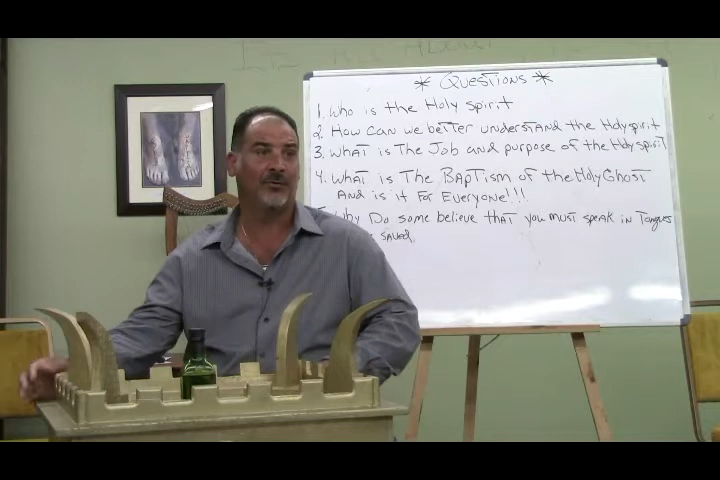 * Questions *
1. Who is the Holy spirit
2. How Can we better understAnd the Holy spirit
3. WhAT is The Job and purpose of the Holy spirit
4. WhAT is The BApTism of the Holy GhosT
And is it For Everyone!!!
Why Do some believe that you must speak in Tongues
saved.